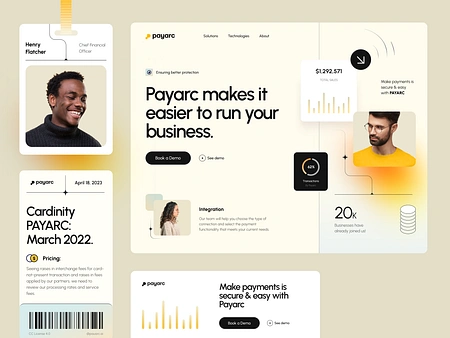 Henry
Flatcher
Chief financial
Officer
payarc
April 18, 2023
Cardinity
PAYARC:
March 2022.
Pricing:
Seeing raises in interchange fees for card-
not-present transaction and raises in fees
applied by our partners, we need to
review our processing rates and service
fees.
payarc
Solutions
Technologies
About
Ensuring better protection
Payarc makes it
easier to run your
business.
Book a Demo
See demo
Integration
Our team will help you choose the type of
connection and select the payment
functionality that meets your current needs
$1,292,571
Make payments is
secure & easy
with PAYARC
62%
Transactions
20K
Businesses have
already joined us
payarc
Make payments is
secure & easy with
Payarc
Book a Demo
See demo